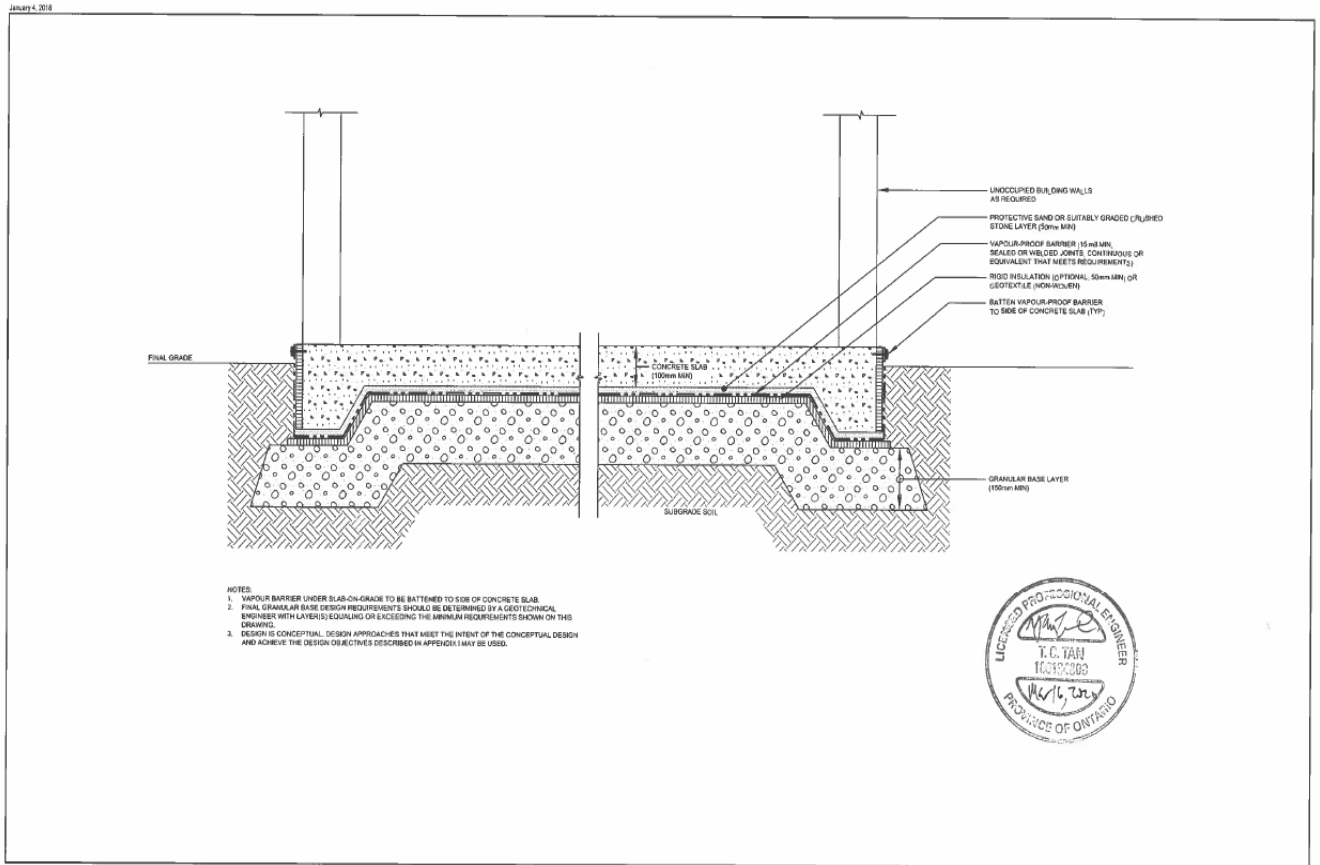 January 4, 2018
UNOCCUPIED BUILDING WALLS
AS REQUIRED
PROTECTIVE SAND OR SUITABLY GRADED CRUSHED
STONE LAYER (50mm MIN)
VAPOUR-PROOF BARRIER (15 mil MIN,
SEALED OR WELDED JOINTS, CONTINUOUS OR
EQUIVALENT THAT MEETS REQUIREMENTS)
RIGID INSULATION (OPTIONAL, 50mm MIN) OR
GEOTEXTILE (NON-WOVEN)
BATTEN VAPOUR-PROOF BARRIER
TO SIDE OF CONCRETE SLAB (TYP)
FINAL GRADE
CONCRETE SLAB
(100mm MIN)
GRANULAR BASE LAYER
(150mm MIN)
SUBGRADE SOIL
NOTES:
1. VAPOUR BARRIER UNDER SLAB-ON-GRADE TO BE BATTENED TO SIDE OF CONCRETE SLAB.
2. FINAL GRANULAR BASE DESIGN REQUIREMENTS SHOULD BE DETERMINED BY A GEOTECHNICAL
ENGINEER WITH LAYER(S) EQUALING OR EXCEEDING THE MINIMUM REQUIREMENTS SHOWN ON THIS
DRAWING.
3. DESIGN IS CONCEPTUAL. DESIGN APPROACHES THAT MEET THE INTENT OF THE CONCEPTUAL DESIGN
AND ACHIEVE THE DESIGN OBJECTIVES DESCRIBED IN APPENDIX I MAY BE USED.
LICENSED PROFESSIONAL ENGINEER
T. C. TAN
PROVINCE OF ONTARIO